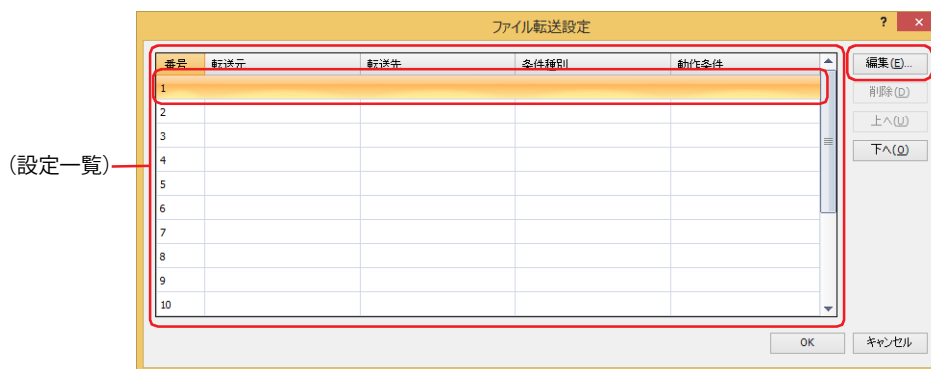 ファイル転送設定
?
×
番号 転送元 転送先 条件種別 動作条件
編集(E)...
1
削除(D)
2
上へ(U)
3
下へ(O)
(設定一覧)
4
5
6
7
8
9
10
OK キャンセル